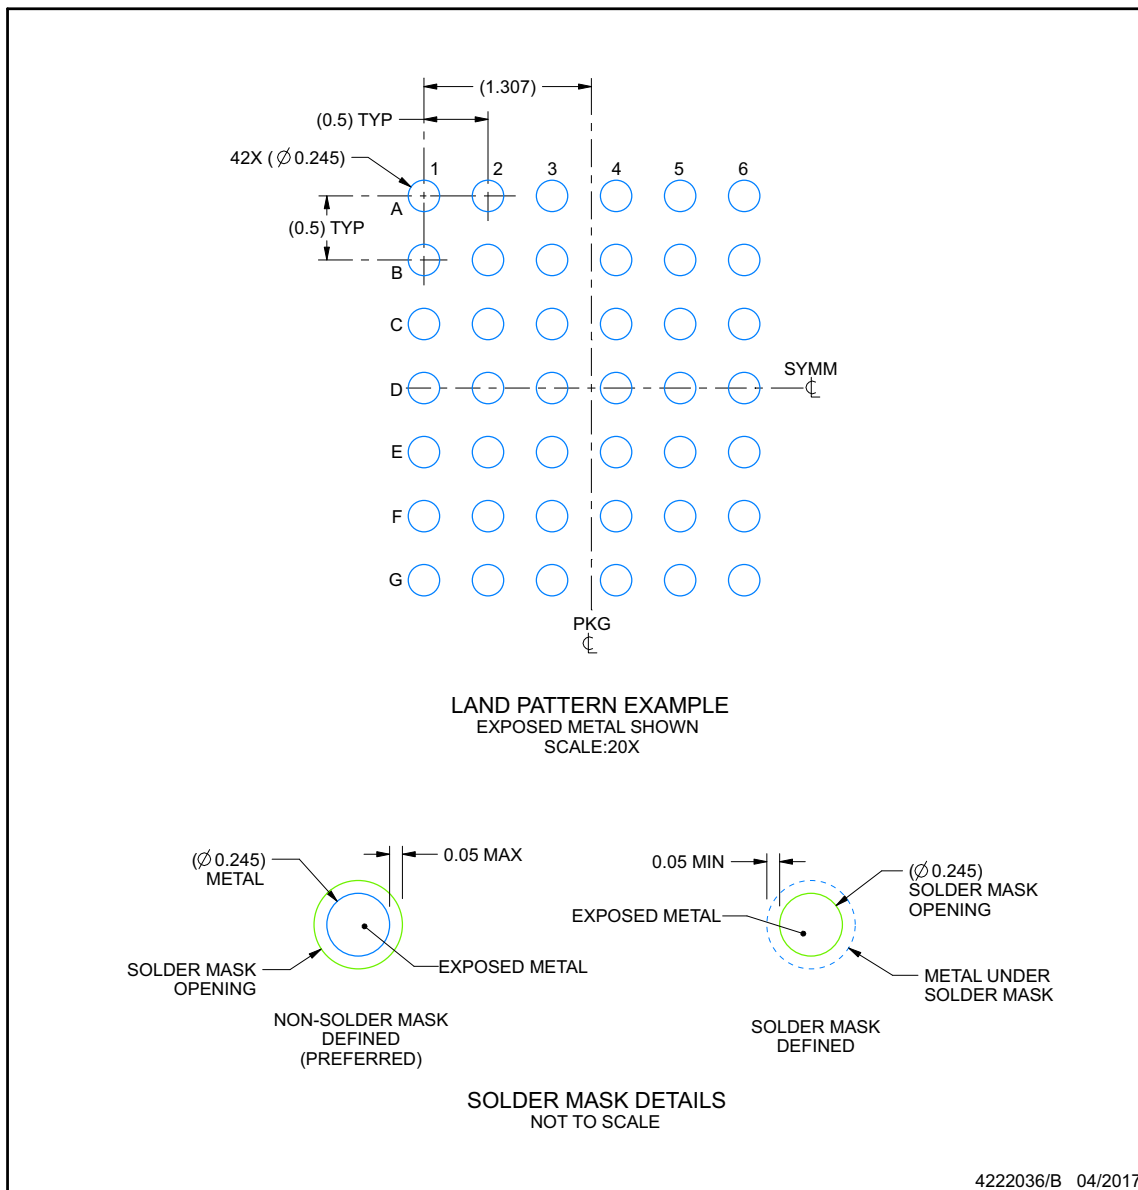 (1.307)
(0.5) TYP
42X (∅0.245)
1 2 3 4 5 6
A
(0.5) TYP
B
C
SYMM
℄
D
E
F
G
PKG
℄
LAND PATTERN EXAMPLE
EXPOSED METAL SHOWN
SCALE:20X
(∅0.245)
METAL
0.05 MAX
EXPOSED METAL
SOLDER MASK
OPENING
NON-SOLDER MASK
DEFINED
(PREFERRED)
0.05 MIN
(∅0.245)
SOLDER MASK
OPENING
EXPOSED METAL
METAL UNDER
SOLDER MASK
SOLDER MASK
DEFINED
SOLDER MASK DETAILS
NOT TO SCALE
4222036/B 04/2017